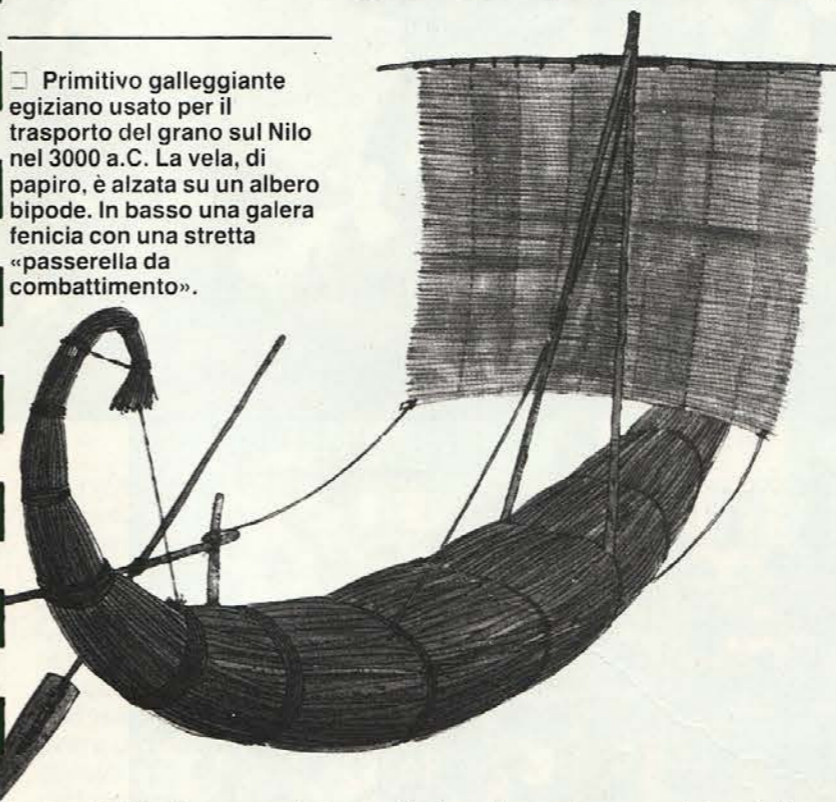 □ Primitivo galleggiante
egiziano usato per il
trasporto del grano sul Nilo
nel 3000 a.C. La vela, di
papiro, è alzata su un albero
bipode. In basso una galera
fenicia con una stretta
«passerella da
combattimento».